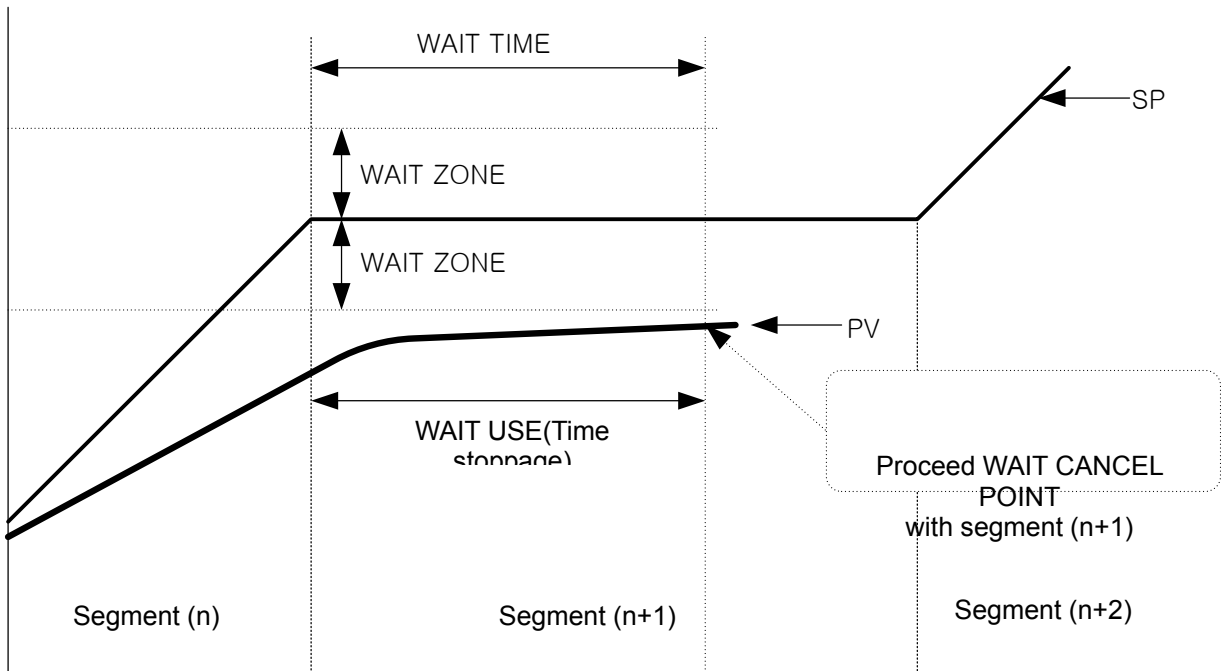 WAIT TIME
SP
WAIT ZONE
WAIT ZONE
PV
WAIT USE(Time
stoppage)
Proceed WAIT CANCEL
POINT
with segment (n+1)
Segment (n)
Segment (n+1)
Segment (n+2)